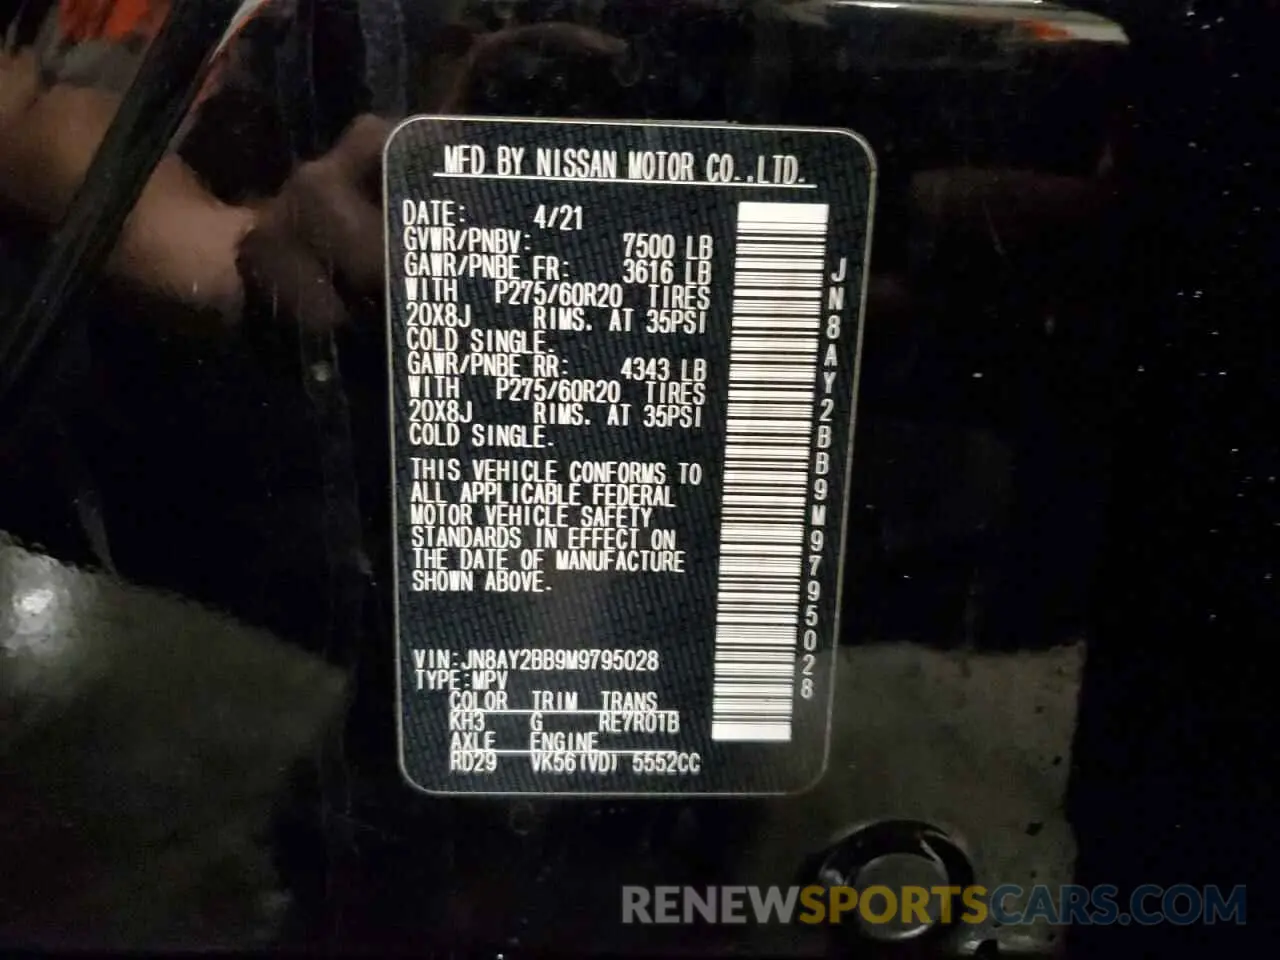 MFD BY NISSAN MOTOR CO.,LTD.
DATE: 4/21
GVWR/PNBV: 7500 LB
GAWR/PNBE FR: 3616 LB
WITH P275/60R20 TIRES
20X8J RIMS. AT 35PSI
COLD SINGLE.
GAWR/PNBE RR: 4343 LB
WITH P275/60R20 TIRES
20X8J RIMS. AT 35PSI
COLD SINGLE.
THIS VEHICLE CONFORMS TO
ALL APPLICABLE FEDERAL
MOTOR VEHICLE SAFETY
STANDARDS IN EFFECT ON
THE DATE OF MANUFACTURE
SHOWN ABOVE.
VIN:JN8AY2BB9M9795028
TYPE:MPV
COLOR TRIM TRANS
KH3 G RE7R01B
AXLE ENGINE
RD29 VK56(VD) 5552CC
JN8AY2BB9M9795028
RENEWSPORTSCARS.COM